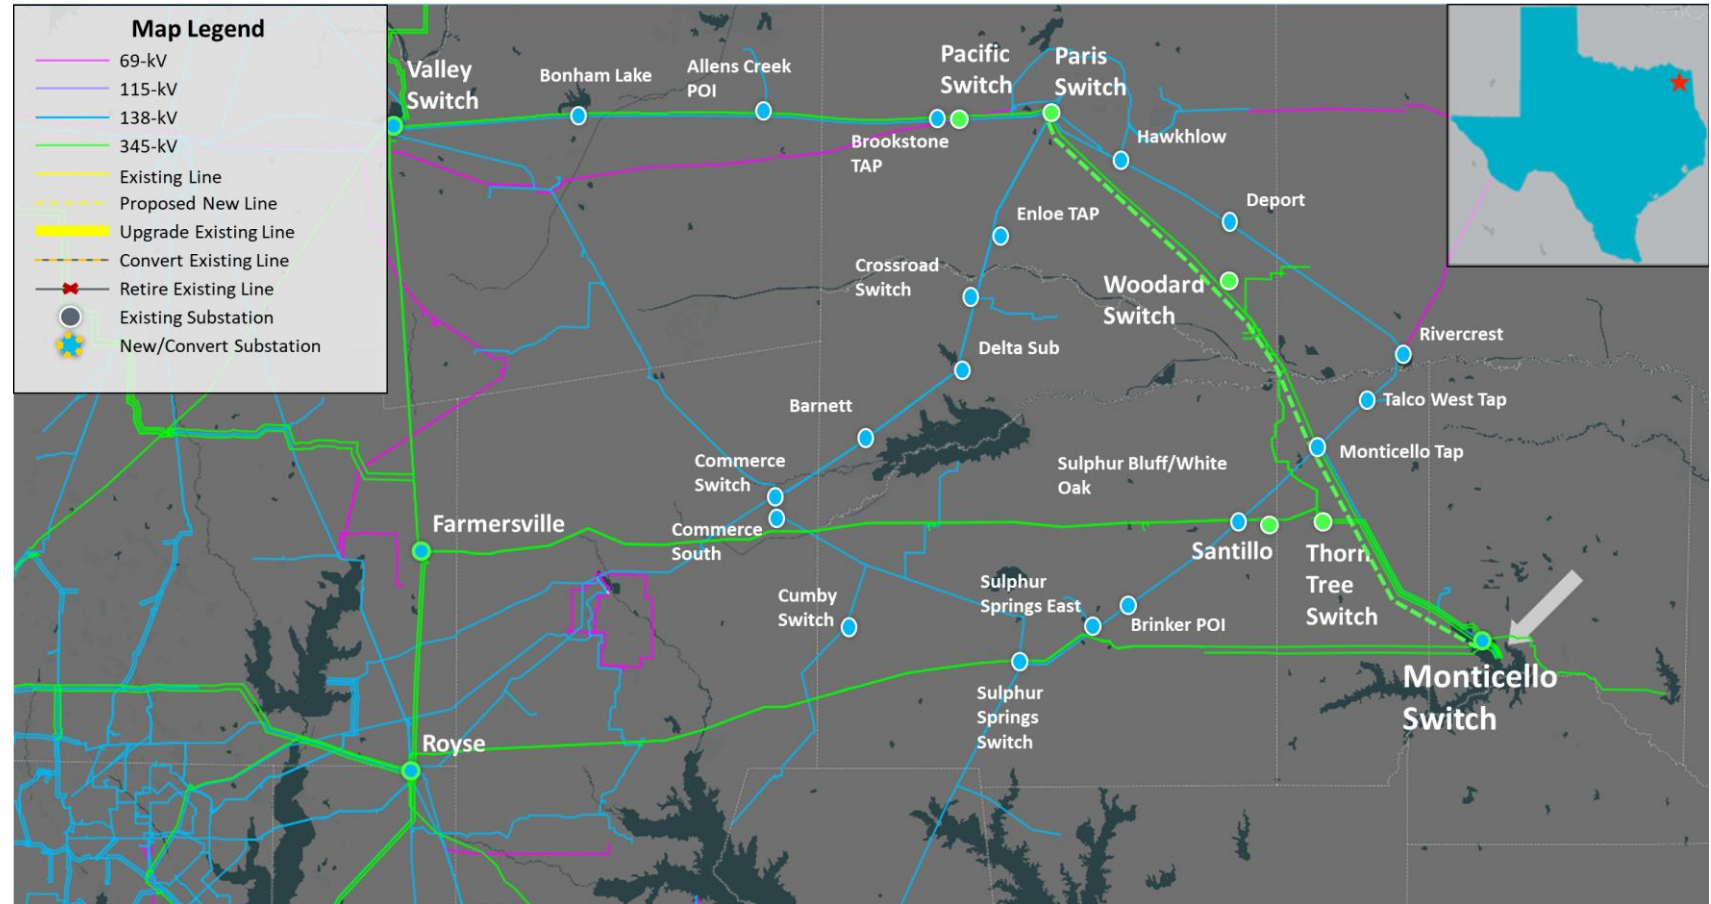 Map Legend
69-kV
115-kV
138-kV
345-kV
Existing Line
Proposed New Line
Upgrade Existing Line
Convert Existing Line
Retire Existing Line
Existing Substation
New/Convert Substation
Valley
Switch
Bonham Lake
Allens Creek
POI
Pacific
Switch
Paris
Switch
Brookstone
TAP
Hawkhlow
Deport
Enloe TAP
Crossroad
Switch
Woodard
Switch
Rivercrest
Delta Sub
Talco West Tap
Barnett
Monticello Tap
Commerce
Switch
Sulphur Bluff/White
Oak
Farmersville
Commerce
South
Santillo
Thorn
Tree
Switch
Cumby
Switch
Sulphur
Springs East
Brinker POI
Monticello
Switch
Sulphur
Springs
Switch
Royse